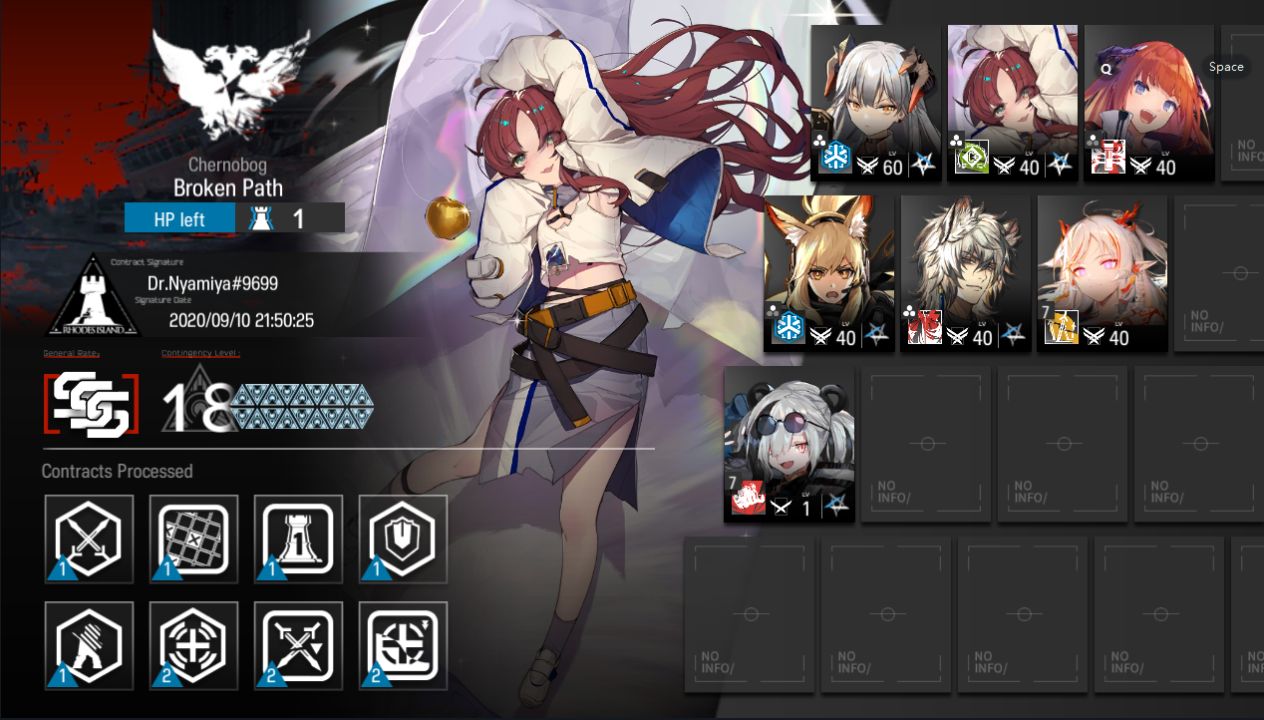 Chernobog
Broken Path
HP left 1
Contract Signature
Dr.Nyamiya#9699
Signature Date
2020/09/10 21:50:25
RHODES ISLAND
General Rate:
Contingency Level:
18
Contracts Processed
1 1 1 1
1 2 2 2
Q
Space
LV 60
LV 40
LV 40
NO
INFO/
LV 40
LV 40
7
LV 40
NO
INFO/
7
LV 1
NO
INFO/
NO
INFO/
NO
INFO/
NO
INFO/
NO
INFO/
NO
INFO/
NO
INFO/